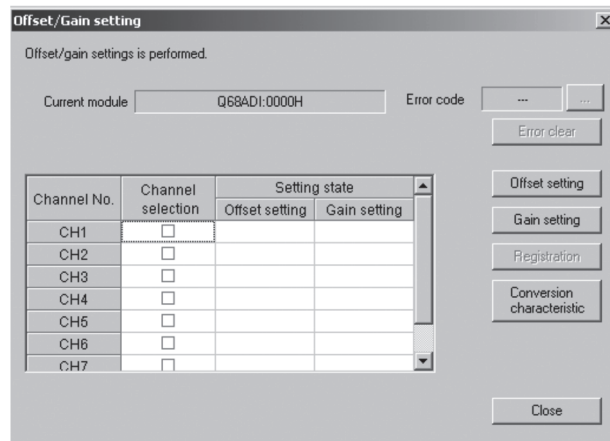 Offset/Gain setting
Offset/gain settings is performed.
Current module Q68ADI:0000H Error code --- ...
Error clear
Channel No. Channel selection Setting state
Offset setting Gain setting
CH1
CH2
CH3
CH4
CH5
CH6
CH7
Offset setting
Gain setting
Registration
Conversion
characteristic
Close